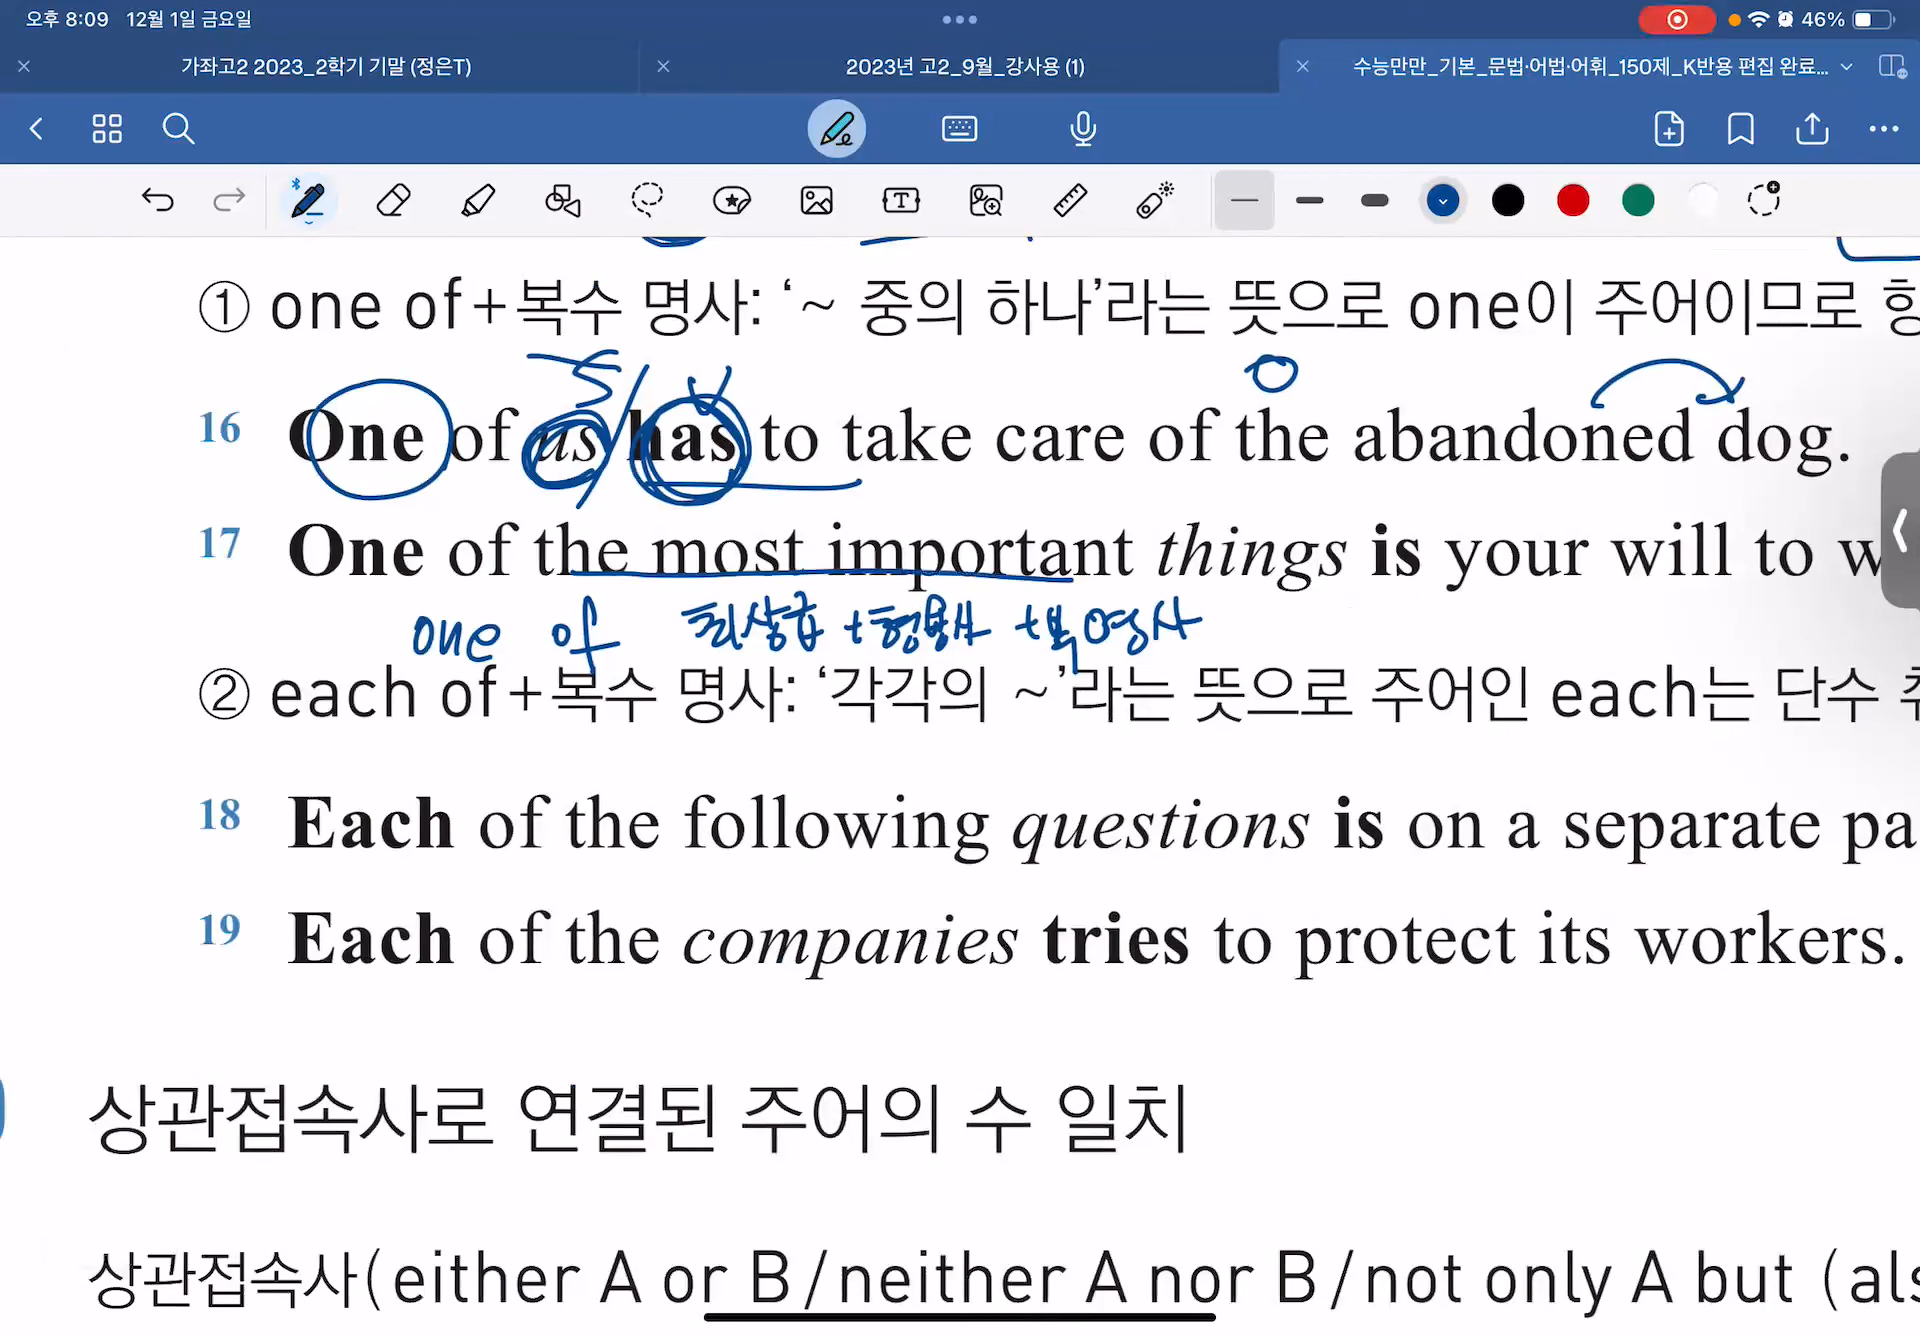 오후 8:09 12월 1일 금요일
46%
가좌고2 2023_2학기 기말 (정은T)
2023년 고2_9월_강사용 (1)
수능만만_기본_문법·어법·어휘_150제_K반용 편집 완료...
① one of+복수 명사: ‘~ 중의 하나’라는 뜻으로 one이 주어이므로 항
S V
16 One of us has to take care of the abandoned dog.
17 One of the most important things is your will to w
one of 최상급 +형용사 +복 명사
② each of+복수 명사: ‘각각의 ~’라는 뜻으로 주어인 each는 단수 취
18 Each of the following questions is on a separate pa
19 Each of the companies tries to protect its workers.
상관접속사로 연결된 주어의 수 일치
상관접속사(either A or B/neither A nor B/not only A but (als